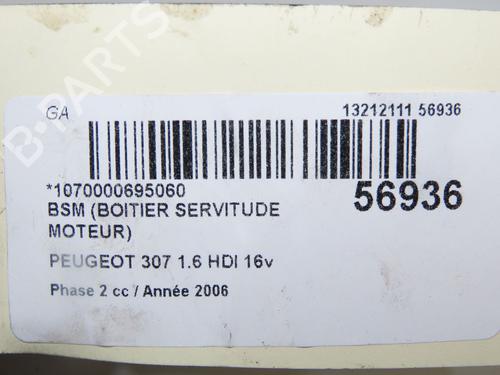 GA
13212111 56936
*1070000695060
56936
BSM (BOITIER SERVITUDE
MOTEUR)
PEUGEOT 307 1.6 HDI 16v
Phase 2 cc / Année 2006
B-PARTS